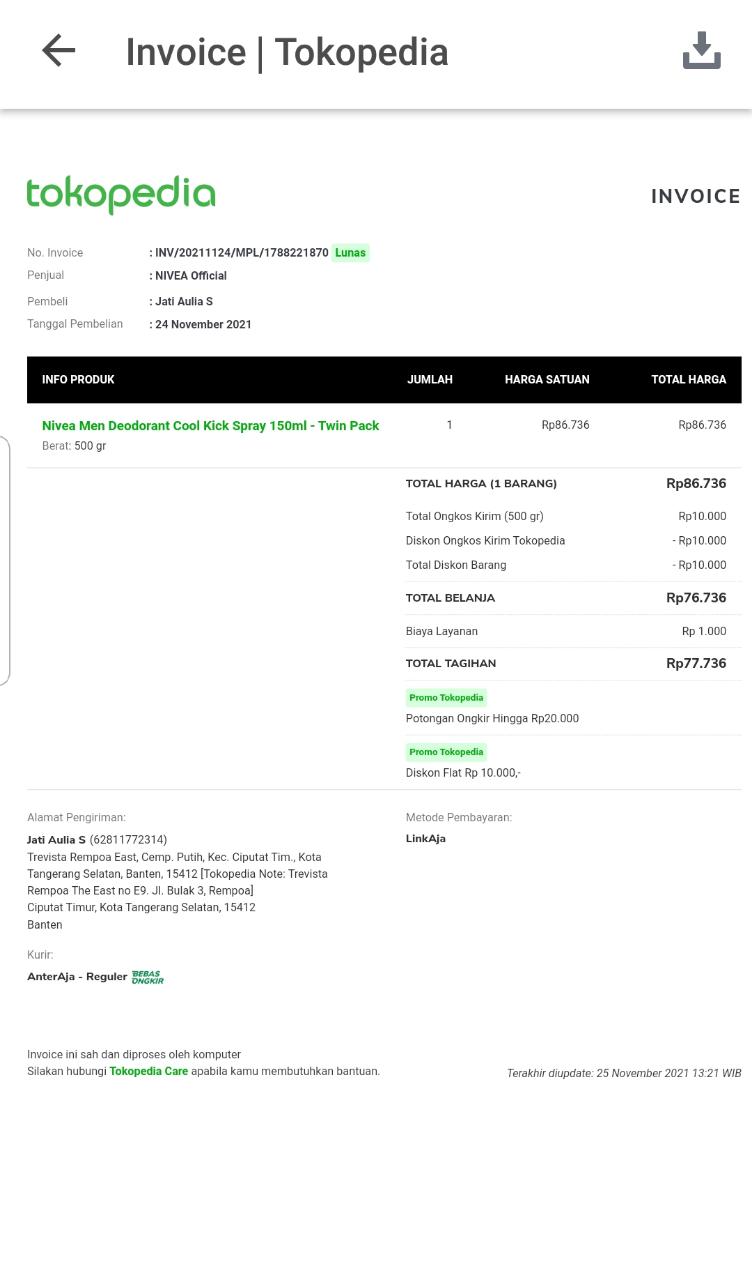 Invoice | Tokopedia
tokopedia
INVOICE
No. Invoice : INV/20211124/MPL/1788221870 Lunas
Penjual : NIVEA Official
Pembeli : Jati Aulia S
Tanggal Pembelian : 24 November 2021
INFO PRODUK JUMLAH HARGA SATUAN TOTAL HARGA
Nivea Men Deodorant Cool Kick Spray 150ml - Twin Pack 1 Rp86.736 Rp86.736
Berat: 500 gr
TOTAL HARGA (1 BARANG) Rp86.736
Total Ongkos Kirim (500 gr) Rp10.000
Diskon Ongkos Kirim Tokopedia - Rp10.000
Total Diskon Barang - Rp10.000
TOTAL BELANJA Rp76.736
Biaya Layanan Rp 1.000
TOTAL TAGIHAN Rp77.736
Promo Tokopedia
Potongan Ongkir Hingga Rp20.000
Promo Tokopedia
Diskon Flat Rp 10.000,-
Alamat Pengiriman:
Jati Aulia S (62811772314)
Trevista Rempoa East, Cemp. Putih, Kec. Ciputat Tim., Kota
Tangerang Selatan, Banten, 15412 [Tokopedia Note: Trevista
Rempoa The East no E9. Jl. Bulak 3, Rempoa]
Ciputat Timur, Kota Tangerang Selatan, 15412
Banten
Metode Pembayaran:
LinkAja
Kurir:
AnterAja - Reguler BEBAS ONGKIR
Invoice ini sah dan diproses oleh komputer
Silakan hubungi Tokopedia Care apabila kamu membutuhkan bantuan.
Terakhir diupdate: 25 November 2021 13:21 WIB